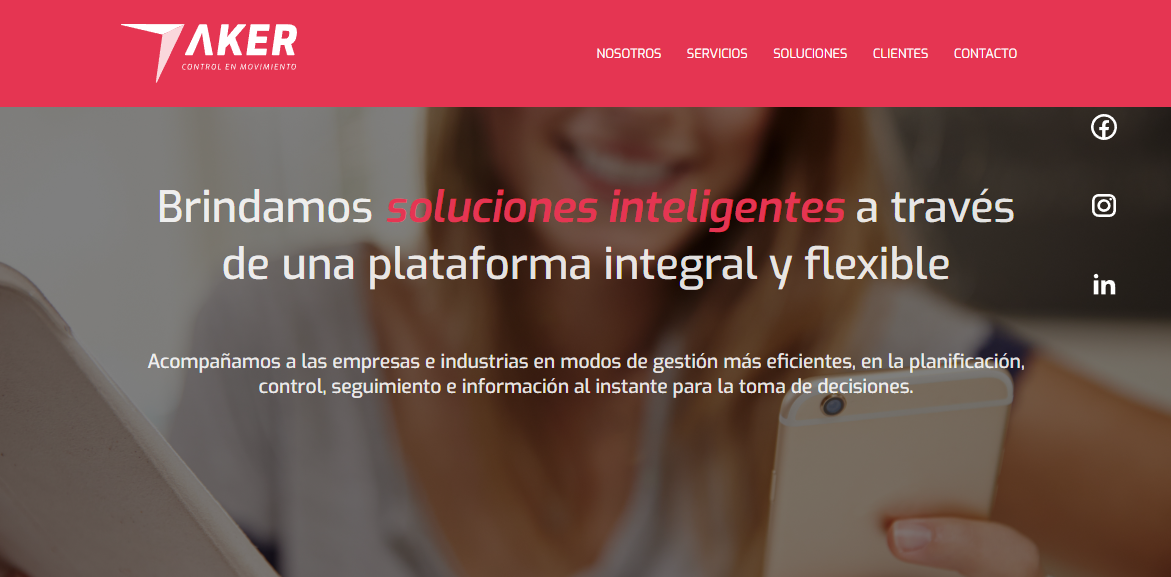 AKER
CONTROL EN MOVIMIENTO
NOSOTROS SERVICIOS SOLUCIONES CLIENTES CONTACTO
Brindamos soluciones inteligentes a través
de una plataforma integral y flexible
Acompañamos a las empresas e industrias en modos de gestión más eficientes, en la planificación,
control, seguimiento e información al instante para la toma de decisiones.
in